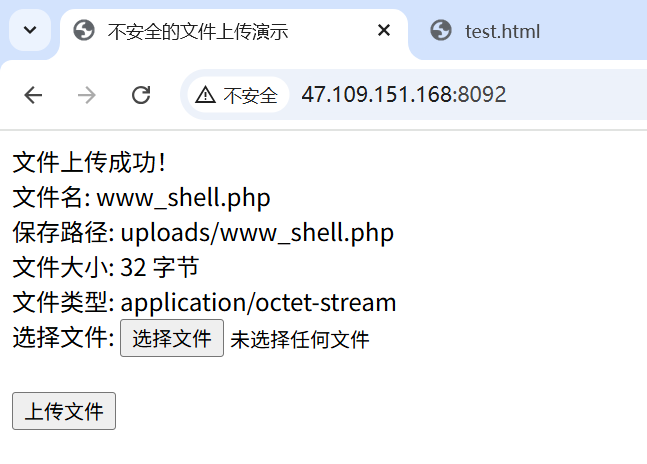 不安全的文件上传演示
test.html
不安全
47.109.151.168:8092
文件上传成功!
文件名: www_shell.php
保存路径: uploads/www_shell.php
文件大小: 32 字节
文件类型: application/octet-stream
选择文件: 选择文件 未选择任何文件
上传文件